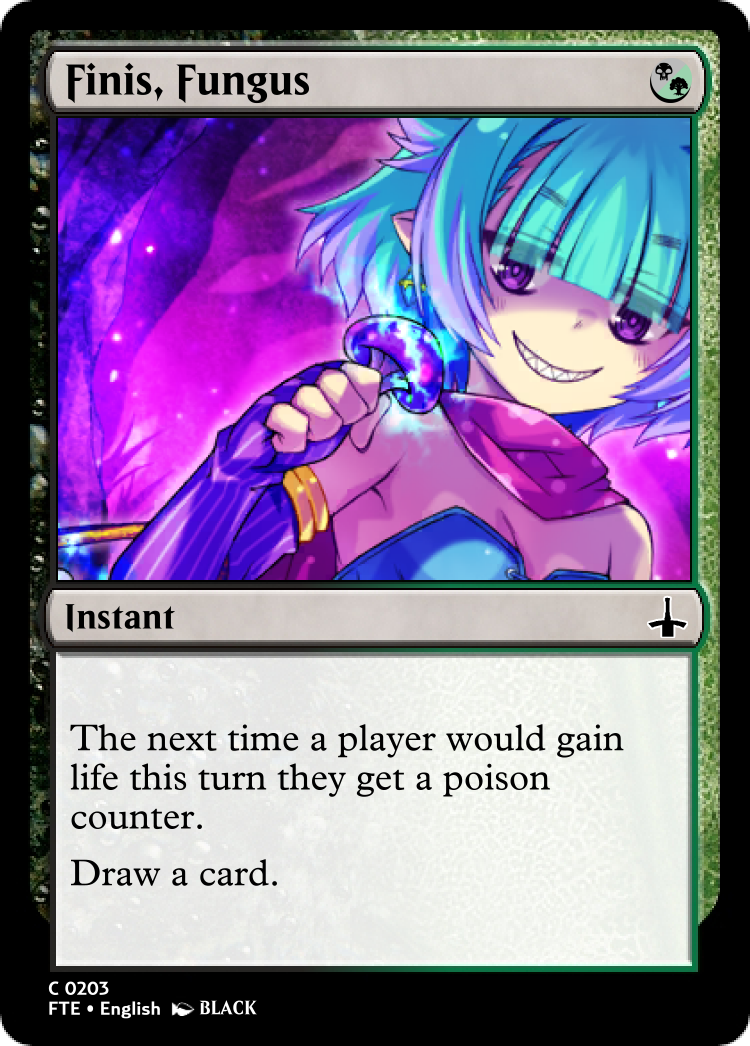 Finis, Fungus
Instant
The next time a player would gain
life this turn they get a poison
counter.
Draw a card.
C 0203
FTE • English BLACK